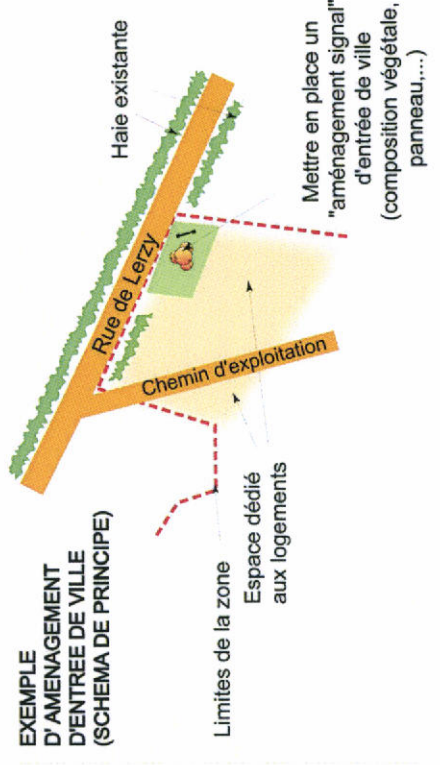 EXEMPLE
D'AMENAGEMENT
D'ENTREE DE VILLE
(SCHEMA DE PRINCIPE)
Haie existante
Rue de Lerzy
Chemin d'exploitation
Limites de la zone
Espace dédié
aux logements
Mettre en place un
"aménagement signal"
d'entrée de ville
(composition végétale,
panneau,...)